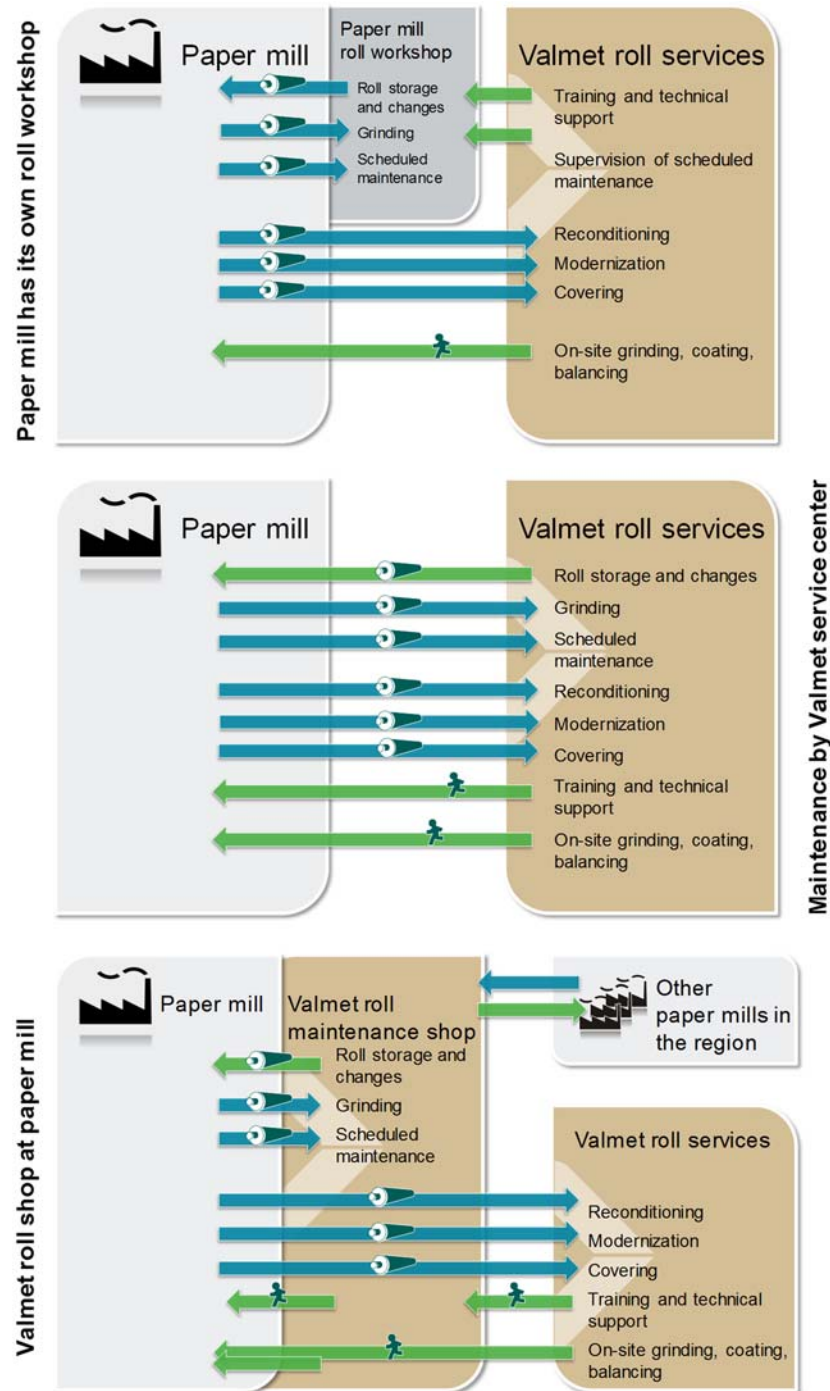 Paper mill has its own roll workshop
Paper mill
Paper mill
roll workshop
Roll storage
and changes
Grinding
Scheduled
maintenance
Valmet roll services
Training and technical
support
Supervision of scheduled
maintenance
Reconditioning
Modernization
Covering
On-site grinding, coating,
balancing
Maintenance by Valmet service center
Paper mill
Valmet roll services
Roll storage and changes
Grinding
Scheduled
maintenance
Reconditioning
Modernization
Covering
Training and technical
support
On-site grinding, coating,
balancing
Valmet roll shop at paper mill
Paper mill
Valmet roll
maintenance shop
Roll storage and
changes
Grinding
Scheduled
maintenance
Other
paper mills in
the region
Valmet roll services
Reconditioning
Modernization
Covering
Training and technical
support
On-site grinding, coating,
balancing